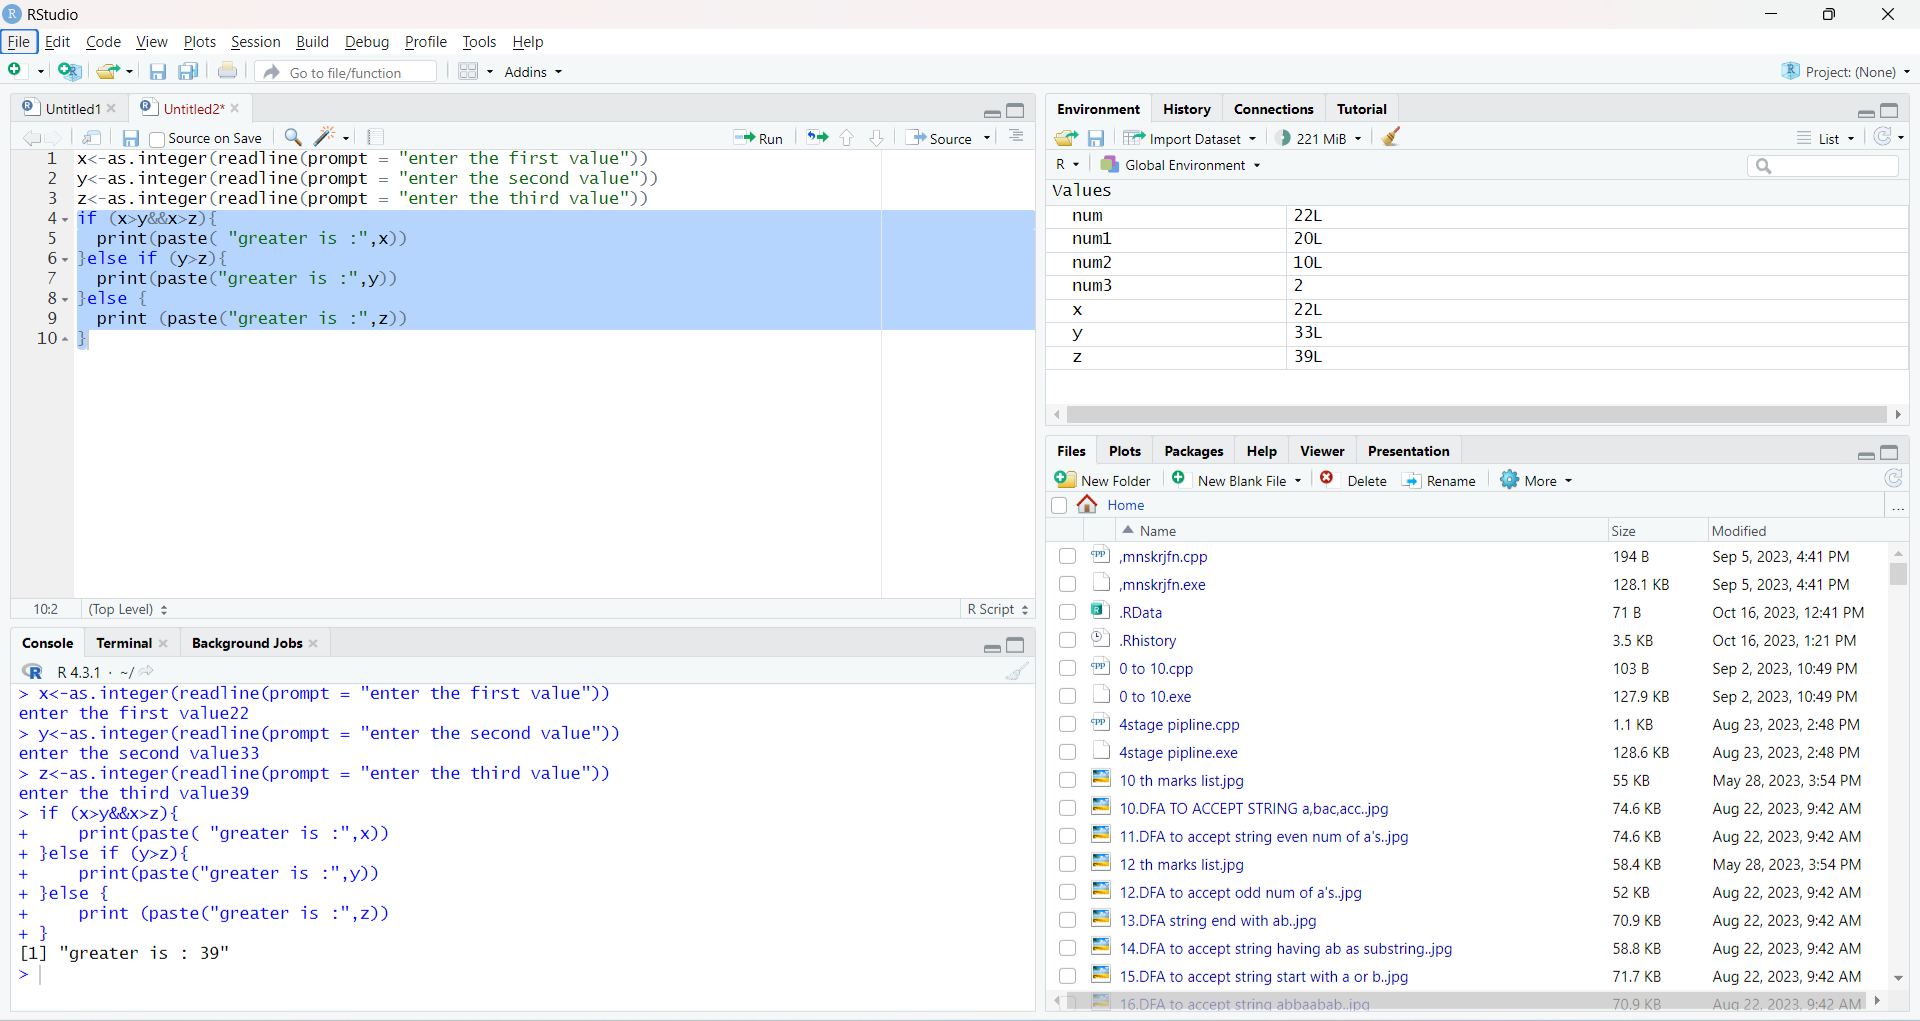 RStudio
File Edit Code View Plots Session Build Debug Profile Tools Help
Go to file/function Addins Project: (None)
Untitled1 Untitled2*
Source on Save Run Source
1 x<-as.integer(readline(prompt = "enter the first value"))
2 y<-as.integer(readline(prompt = "enter the second value"))
3 z<-as.integer(readline(prompt = "enter the third value"))
4 if (x>y&&x>z){
5 print(paste( "greater is :",x))
6 }else if (y>z){
7 print(paste("greater is :",y))
8 }else {
9 print (paste("greater is :",z))
10 }
10:2 (Top Level) R Script
Console Terminal Background Jobs
R 4.3.1 · ~/
> x<-as.integer(readline(prompt = "enter the first value"))
enter the first value22
> y<-as.integer(readline(prompt = "enter the second value"))
enter the second value33
> z<-as.integer(readline(prompt = "enter the third value"))
enter the third value39
> if (x>y&&x>z){
+ print(paste( "greater is :",x))
+ }else if (y>z){
+ print(paste("greater is :",y))
+ }else {
+ print (paste("greater is :",z))
+ }
[1] "greater is : 39"
>
Environment History Connections Tutorial
Import Dataset 221 MiB List
R Global Environment
Values
num 22L
num1 20L
num2 10L
num3 2
x 22L
y 33L
z 39L
Files Plots Packages Help Viewer Presentation
New Folder New Blank File Delete Rename More
Home ...
Name Size Modified
,mnskrjfn.cpp 194 B Sep 5, 2023, 4:41 PM
,mnskrjfn.exe 128.1 KB Sep 5, 2023, 4:41 PM
.RData 71 B Oct 16, 2023, 12:41 PM
.Rhistory 3.5 KB Oct 16, 2023, 1:21 PM
0 to 10.cpp 103 B Sep 2, 2023, 10:49 PM
0 to 10.exe 127.9 KB Sep 2, 2023, 10:49 PM
4stage pipline.cpp 1.1 KB Aug 23, 2023, 2:48 PM
4stage pipline.exe 128.6 KB Aug 23, 2023, 2:48 PM
10 th marks list.jpg 55 KB May 28, 2023, 3:54 PM
10.DFA TO ACCEPT STRING a,bac,acc..jpg 74.6 KB Aug 22, 2023, 9:42 AM
11.DFA to accept string even num of a's..jpg 74.6 KB Aug 22, 2023, 9:42 AM
12 th marks list.jpg 58.4 KB May 28, 2023, 3:54 PM
12.DFA to accept odd num of a's..jpg 52 KB Aug 22, 2023, 9:42 AM
13.DFA string end with ab..jpg 70.9 KB Aug 22, 2023, 9:42 AM
14.DFA to accept string having ab as substring..jpg 58.8 KB Aug 22, 2023, 9:42 AM
15.DFA to accept string start with a or b..jpg 71.7 KB Aug 22, 2023, 9:42 AM
16.DFA to accept string abbaabab..jpg 70.9 KB Aug 22, 2023, 9:42 AM